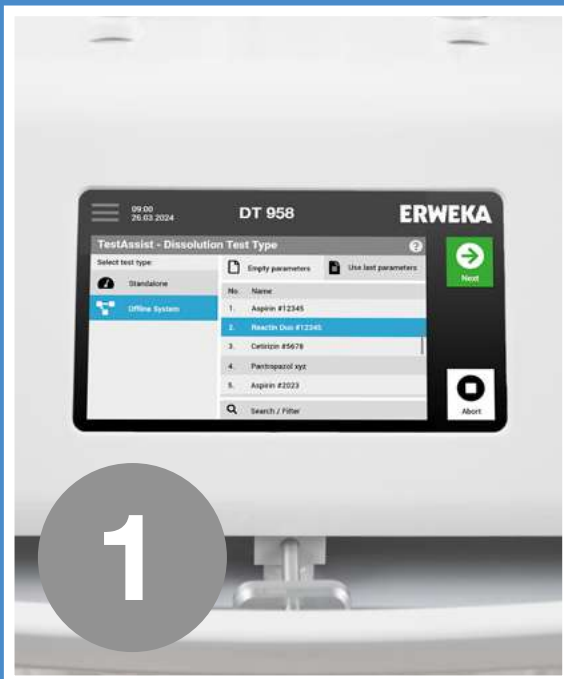 09:00
26.03.2024
DT 958
ERWEKA
TestAssist - Dissolution Test Type
?
Select test type:
Standalone
Offline System
Empty parameters
Use last parameters
No. Name
1. Aspirin #12345
2. Reactin Duo #12345
3. Cetirizin #5678
4. Pantropazol xyz
5. Aspirin #2023
Search / Filter
Next
Abort
1